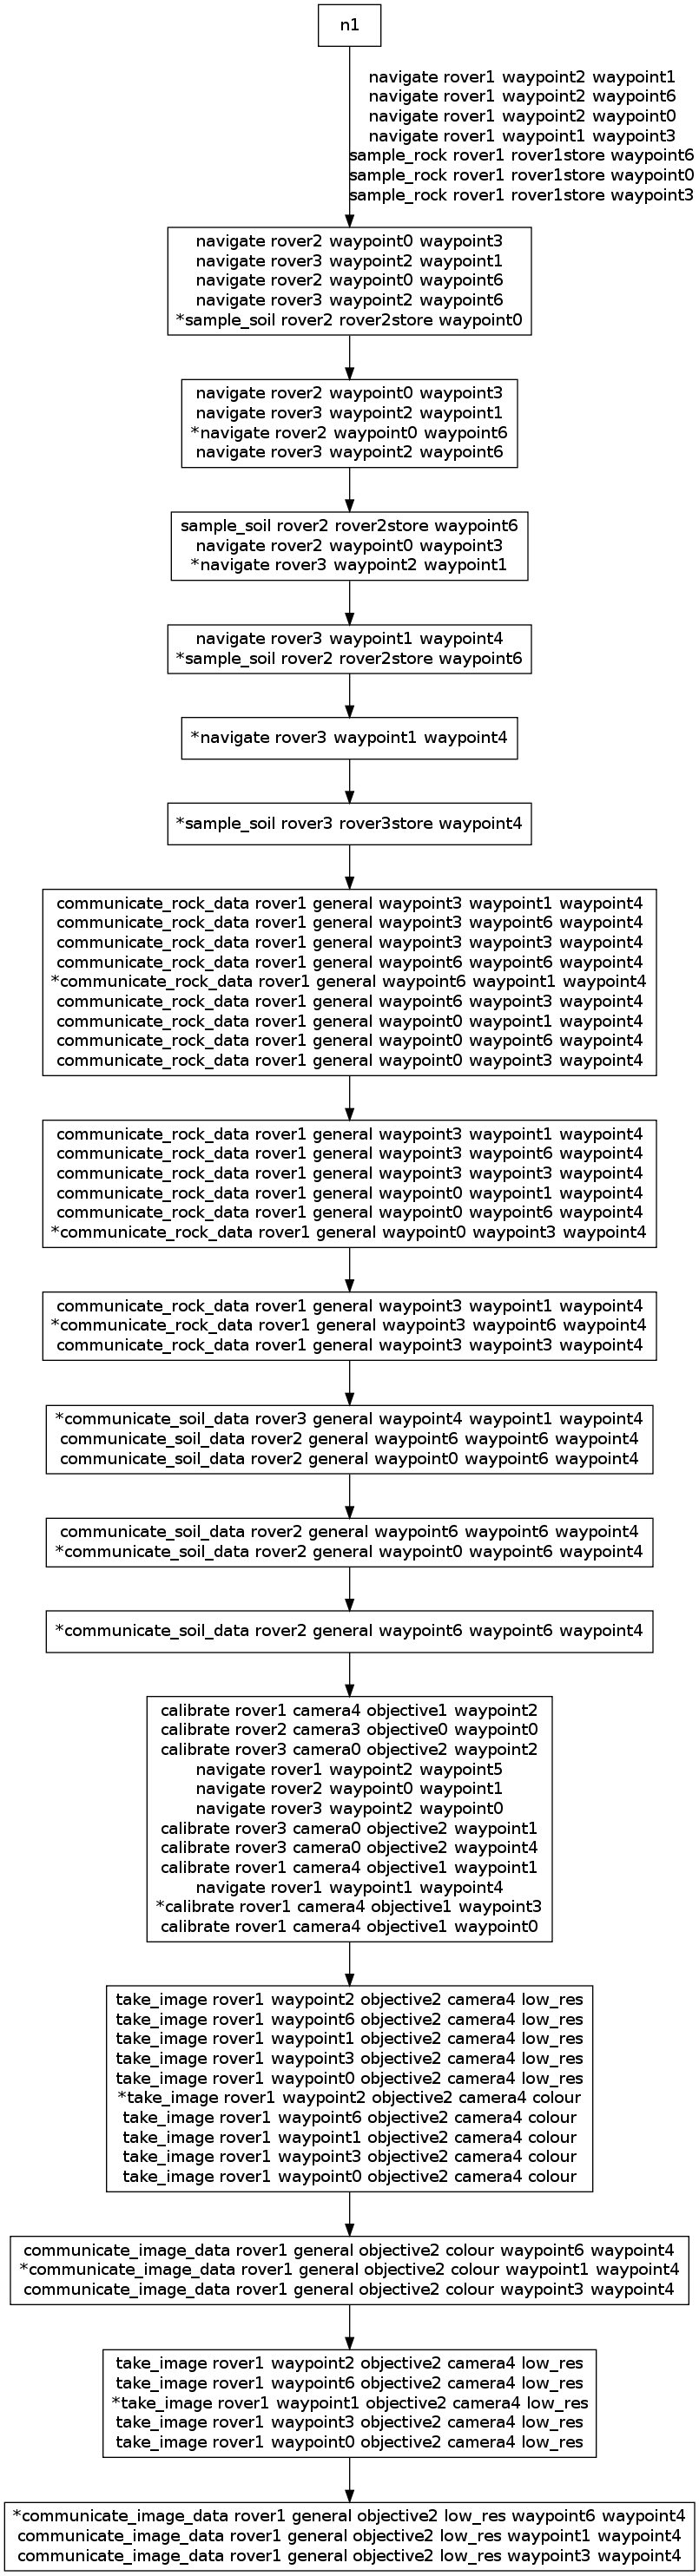 n1
navigate rover1 waypoint2 waypoint1
navigate rover1 waypoint2 waypoint6
navigate rover1 waypoint2 waypoint0
navigate rover1 waypoint1 waypoint3
sample_rock rover1 rover1store waypoint6
sample_rock rover1 rover1store waypoint0
sample_rock rover1 rover1store waypoint3
navigate rover2 waypoint0 waypoint3
navigate rover3 waypoint2 waypoint1
navigate rover2 waypoint0 waypoint6
navigate rover3 waypoint2 waypoint6
*sample_soil rover2 rover2store waypoint0
navigate rover2 waypoint0 waypoint3
navigate rover3 waypoint2 waypoint1
*navigate rover2 waypoint0 waypoint6
navigate rover3 waypoint2 waypoint6
sample_soil rover2 rover2store waypoint6
navigate rover2 waypoint0 waypoint3
*navigate rover3 waypoint2 waypoint1
navigate rover3 waypoint1 waypoint4
*sample_soil rover2 rover2store waypoint6
*navigate rover3 waypoint1 waypoint4
*sample_soil rover3 rover3store waypoint4
communicate_rock_data rover1 general waypoint3 waypoint1 waypoint4
communicate_rock_data rover1 general waypoint3 waypoint6 waypoint4
communicate_rock_data rover1 general waypoint3 waypoint3 waypoint4
communicate_rock_data rover1 general waypoint6 waypoint6 waypoint4
*communicate_rock_data rover1 general waypoint6 waypoint1 waypoint4
communicate_rock_data rover1 general waypoint6 waypoint3 waypoint4
communicate_rock_data rover1 general waypoint0 waypoint1 waypoint4
communicate_rock_data rover1 general waypoint0 waypoint6 waypoint4
communicate_rock_data rover1 general waypoint0 waypoint3 waypoint4
communicate_rock_data rover1 general waypoint3 waypoint1 waypoint4
communicate_rock_data rover1 general waypoint3 waypoint6 waypoint4
communicate_rock_data rover1 general waypoint3 waypoint3 waypoint4
communicate_rock_data rover1 general waypoint0 waypoint1 waypoint4
communicate_rock_data rover1 general waypoint0 waypoint6 waypoint4
*communicate_rock_data rover1 general waypoint0 waypoint3 waypoint4
communicate_rock_data rover1 general waypoint3 waypoint1 waypoint4
*communicate_rock_data rover1 general waypoint3 waypoint6 waypoint4
communicate_rock_data rover1 general waypoint3 waypoint3 waypoint4
*communicate_soil_data rover3 general waypoint4 waypoint1 waypoint4
communicate_soil_data rover2 general waypoint6 waypoint6 waypoint4
communicate_soil_data rover2 general waypoint0 waypoint6 waypoint4
communicate_soil_data rover2 general waypoint6 waypoint6 waypoint4
*communicate_soil_data rover2 general waypoint0 waypoint6 waypoint4
*communicate_soil_data rover2 general waypoint6 waypoint6 waypoint4
calibrate rover1 camera4 objective1 waypoint2
calibrate rover2 camera3 objective0 waypoint0
calibrate rover3 camera0 objective2 waypoint2
navigate rover1 waypoint2 waypoint5
navigate rover2 waypoint0 waypoint1
navigate rover3 waypoint2 waypoint0
calibrate rover3 camera0 objective2 waypoint1
calibrate rover3 camera0 objective2 waypoint4
calibrate rover1 camera4 objective1 waypoint1
navigate rover1 waypoint1 waypoint4
*calibrate rover1 camera4 objective1 waypoint3
calibrate rover1 camera4 objective1 waypoint0
take_image rover1 waypoint2 objective2 camera4 low_res
take_image rover1 waypoint6 objective2 camera4 low_res
take_image rover1 waypoint1 objective2 camera4 low_res
take_image rover1 waypoint3 objective2 camera4 low_res
take_image rover1 waypoint0 objective2 camera4 low_res
*take_image rover1 waypoint2 objective2 camera4 colour
take_image rover1 waypoint6 objective2 camera4 colour
take_image rover1 waypoint1 objective2 camera4 colour
take_image rover1 waypoint3 objective2 camera4 colour
take_image rover1 waypoint0 objective2 camera4 colour
communicate_image_data rover1 general objective2 colour waypoint6 waypoint4
*communicate_image_data rover1 general objective2 colour waypoint1 waypoint4
communicate_image_data rover1 general objective2 colour waypoint3 waypoint4
take_image rover1 waypoint2 objective2 camera4 low_res
take_image rover1 waypoint6 objective2 camera4 low_res
*take_image rover1 waypoint1 objective2 camera4 low_res
take_image rover1 waypoint3 objective2 camera4 low_res
take_image rover1 waypoint0 objective2 camera4 low_res
*communicate_image_data rover1 general objective2 low_res waypoint6 waypoint4
communicate_image_data rover1 general objective2 low_res waypoint1 waypoint4
communicate_image_data rover1 general objective2 low_res waypoint3 waypoint4